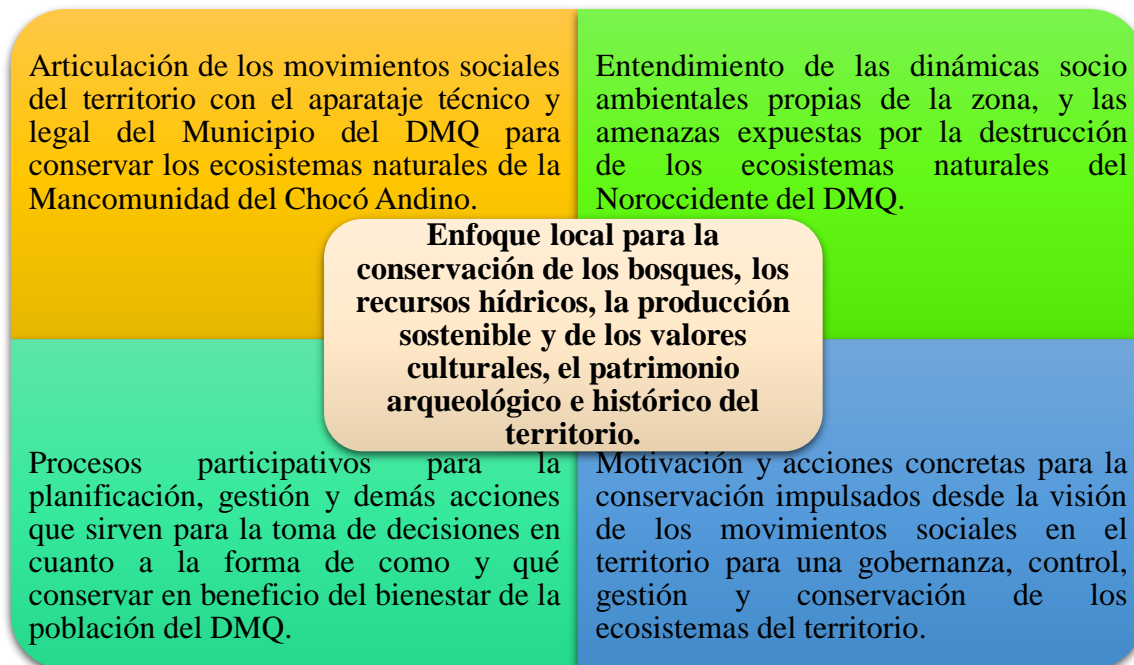 Articulación de los movimientos sociales
del territorio con el aparataje técnico y
legal del Municipio del DMQ para
conservar los ecosistemas naturales de la
Mancomunidad del Chocó Andino.
Entendimiento de las dinámicas socio
ambientales propias de la zona, y las
amenazas expuestas por la destrucción
de los ecosistemas naturales del
Noroccidente del DMQ.
Enfoque local para la
conservación de los bosques, los
recursos hídricos, la producción
sostenible y de los valores
culturales, el patrimonio
arqueológico e histórico del
territorio.
Procesos participativos para la
planificación, gestión y demás acciones
que sirven para la toma de decisiones en
cuanto a la forma de como y qué
conservar en beneficio del bienestar de la
población del DMQ.
Motivación y acciones concretas para la
conservación impulsados desde la visión
de los movimientos sociales en el
territorio para una gobernanza, control,
gestión y conservación de los
ecosistemas del territorio.